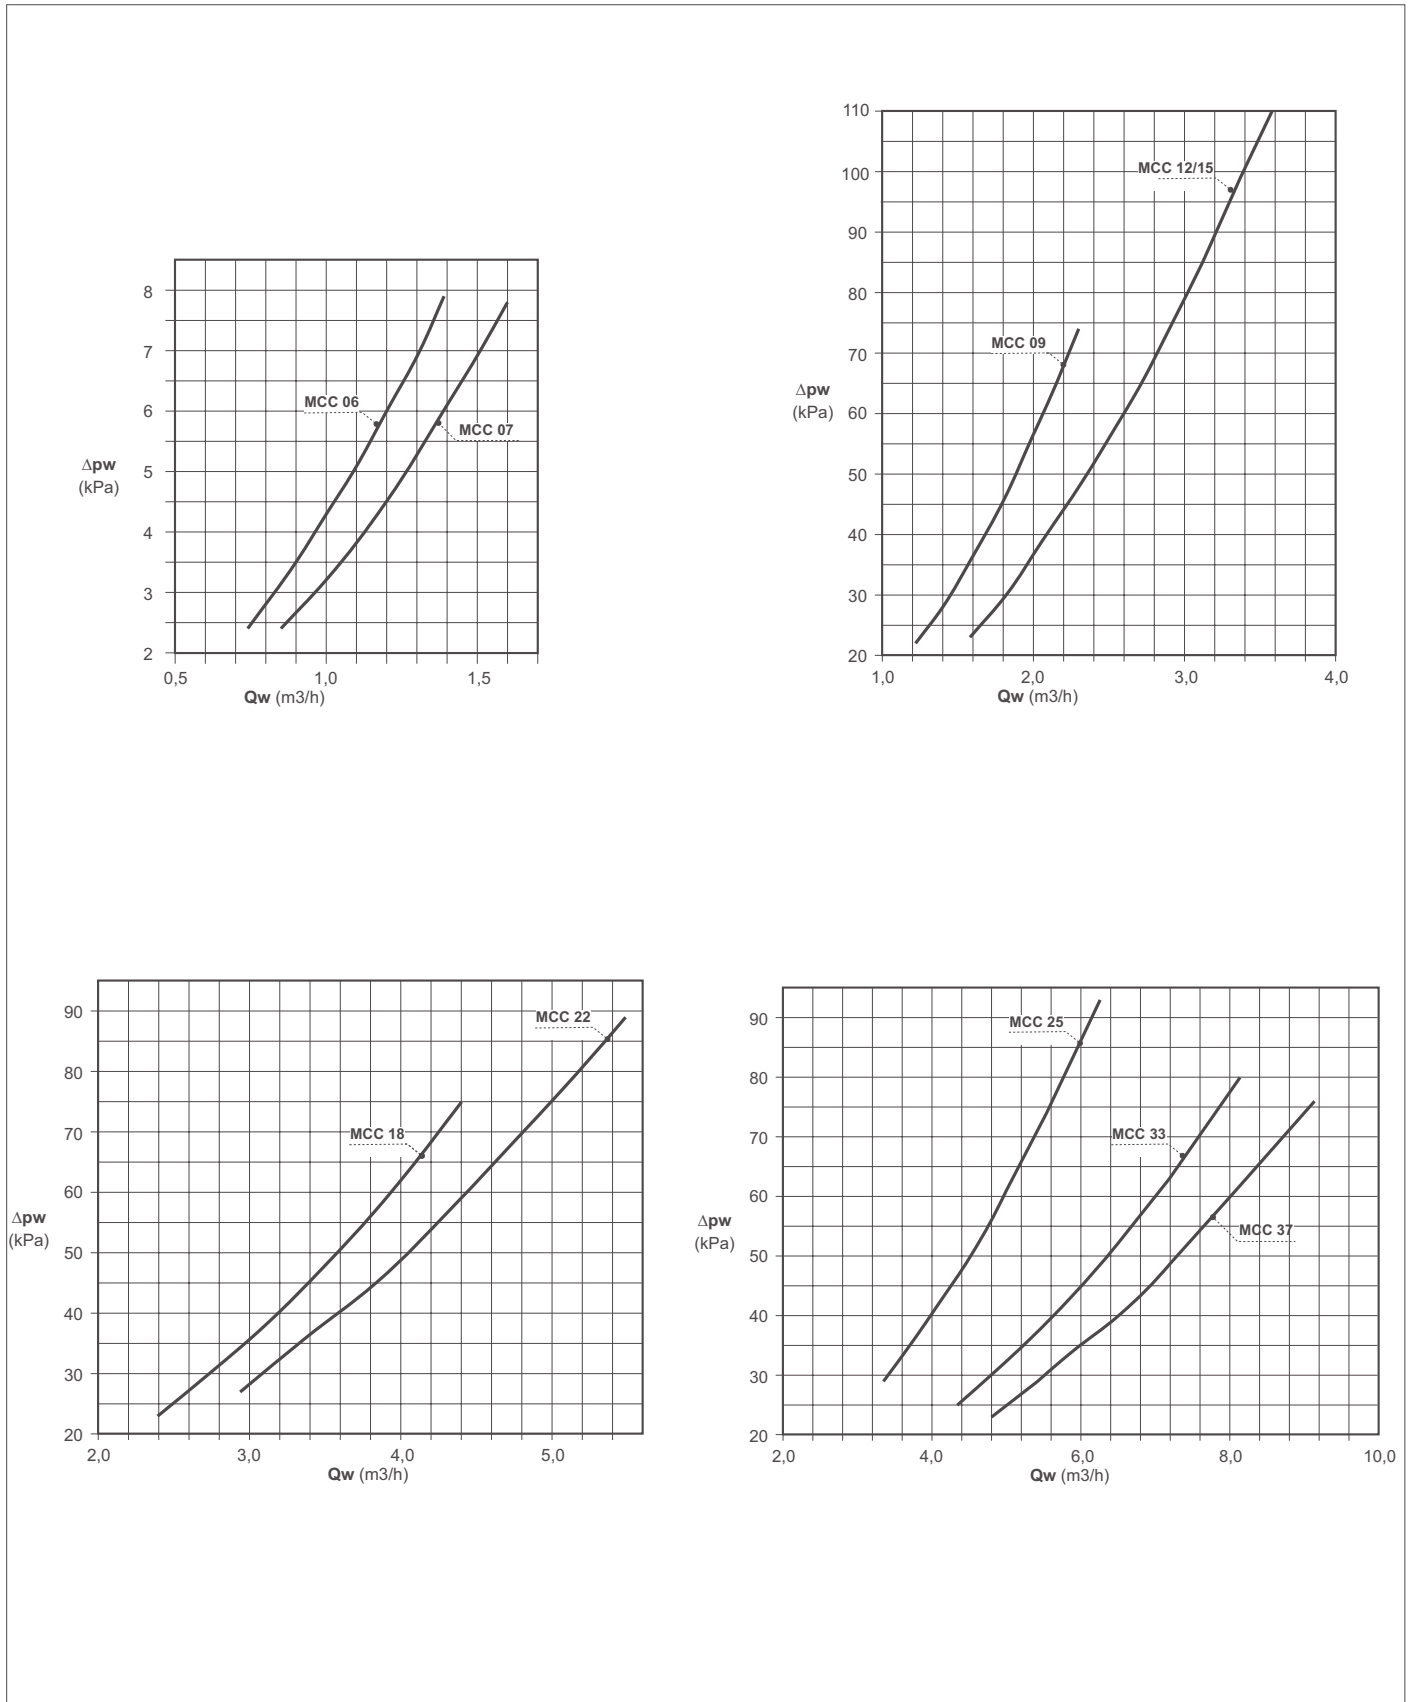 8
7
6
5
4
3
2
MCC 06
MCC 07
Δpw
(kPa)
0,5 1,0 1,5
Qw (m3/h)
110
100
90
80
70
60
50
40
30
20
MCC 12/15
MCC 09
Δpw
(kPa)
1,0 2,0 3,0 4,0
Qw (m3/h)
90
80
70
60
50
40
30
20
MCC 22
MCC 18
Δpw
(kPa)
2,0 3,0 4,0 5,0
Qw (m3/h)
90
80
70
60
50
40
30
20
MCC 25
MCC 33
MCC 37
Δpw
(kPa)
2,0 4,0 6,0 8,0 10,0
Qw (m3/h)